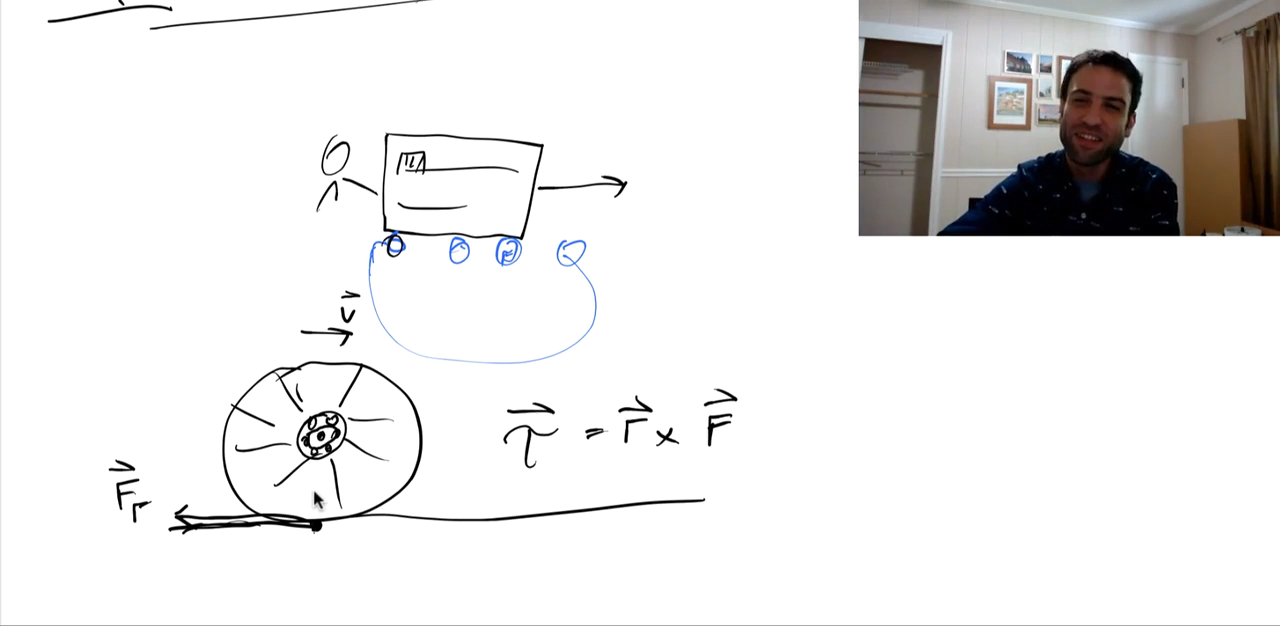 v⃗
τ⃗ = r⃗ × F⃗
F⃗r